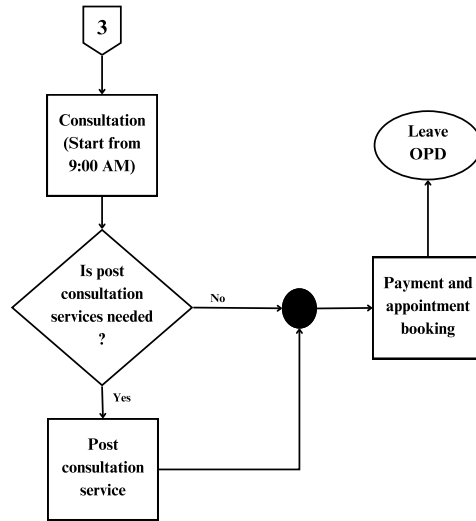 3
Consultation
(Start from
9:00 AM)
Is post
consultation
services needed
?
No
Yes
Post
consultation
service
Payment and
appointment
booking
Leave
OPD